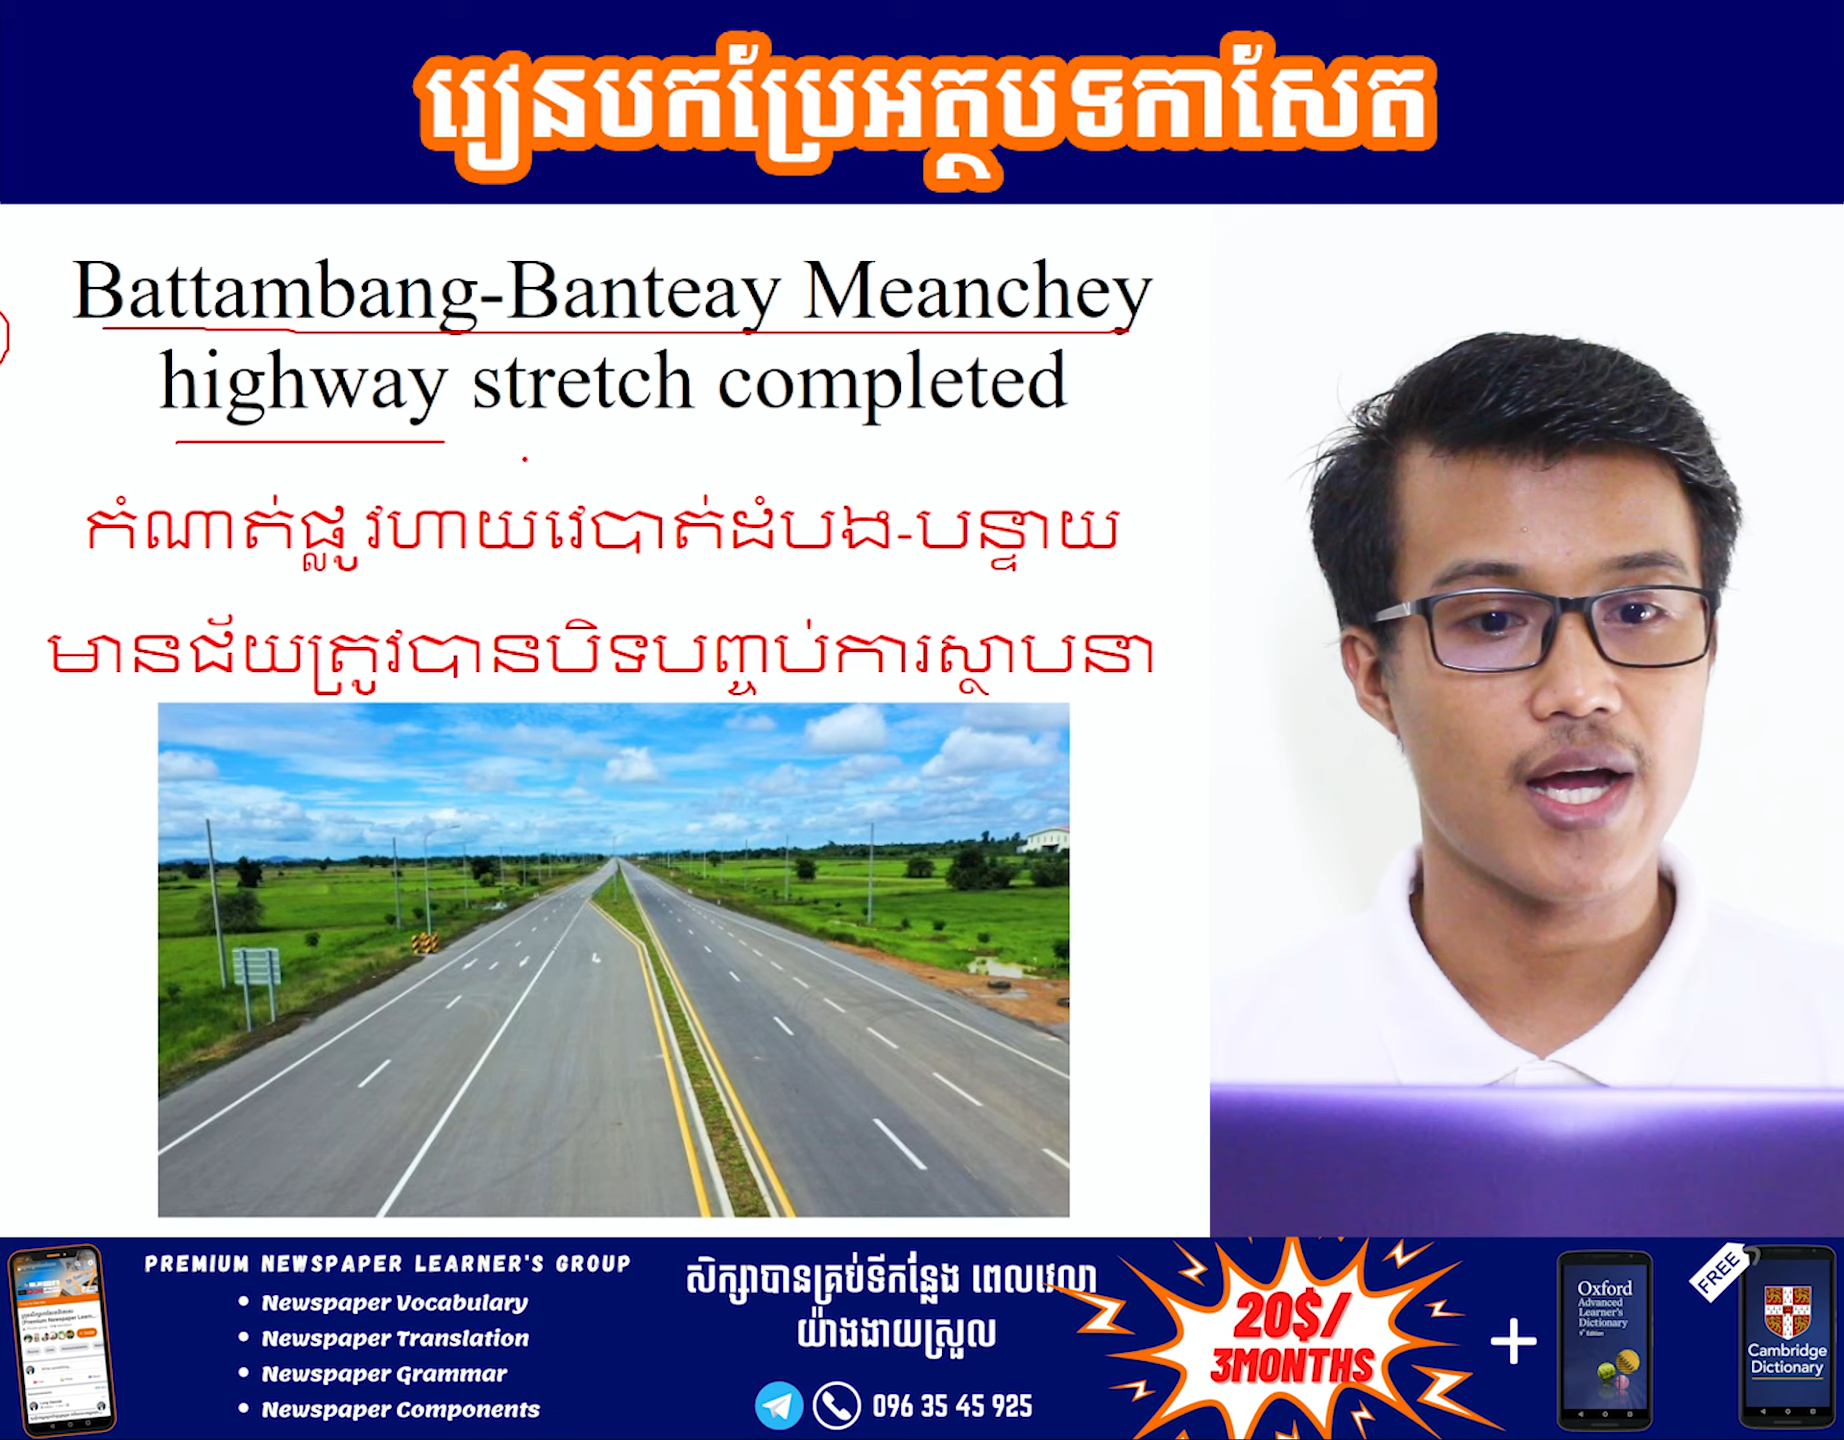 រៀនបកប្រែអត្ថបទកាសែត
Battambang-Banteay Meanchey
highway stretch completed
កំណាត់ផ្លូវហាយវេបាត់ដំបង-បន្ទាយ
មានជ័យត្រូវបានបិទបញ្ចប់ការស្ថាបនា
PREMIUM NEWSPAPER LEARNER'S GROUP
• Newspaper Vocabulary
• Newspaper Translation
• Newspaper Grammar
• Newspaper Components
សិក្សាបានគ្រប់ទីកន្លែង ពេលវេលា
យ៉ាងងាយស្រួល
096 35 45 925
20$/
3MONTHS
+
Oxford
Advanced
Learner's
Dictionary
9th Edition
FREE
Cambridge
Dictionary